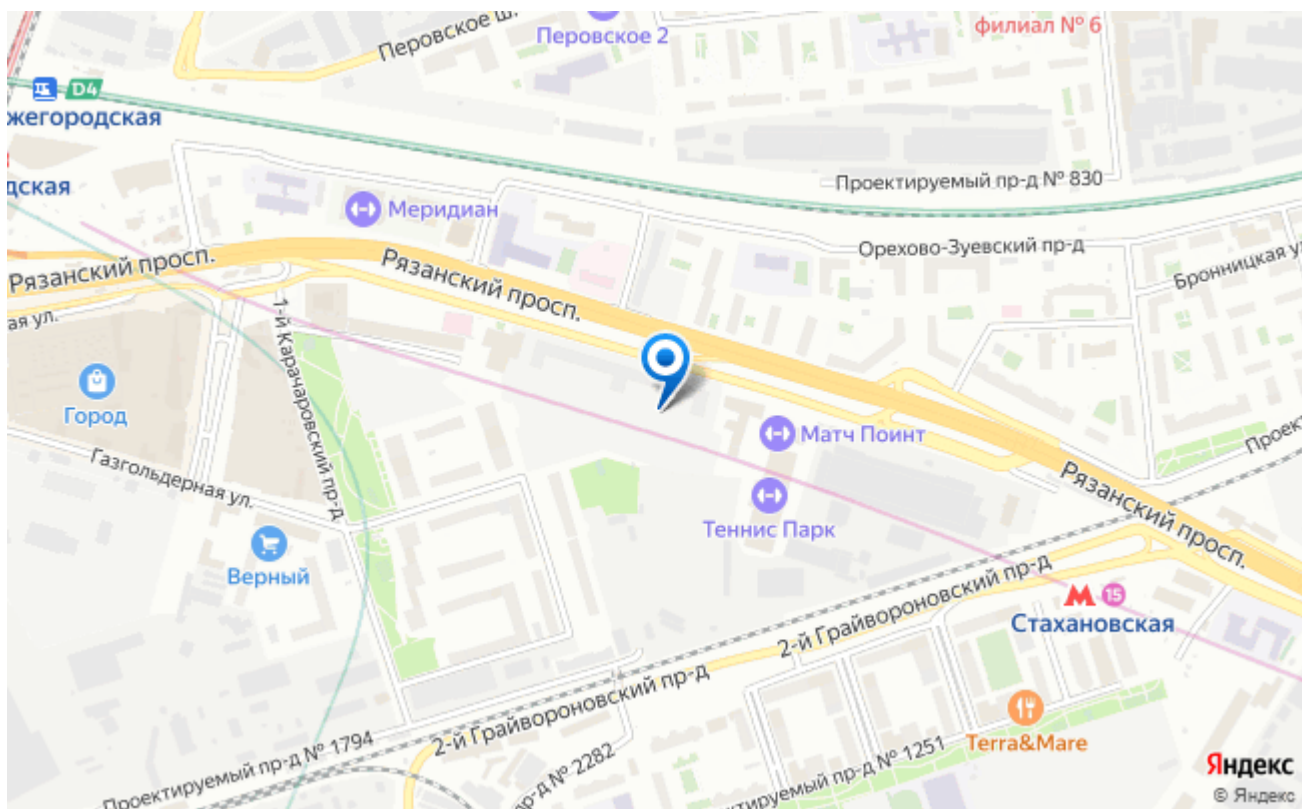 Перовское ш.
Перовское 2
филиал № 6
D4
жегородская
дская
Меридиан
Проектируемый пр-д № 830
Орехово-Зуевский пр-д
Бронницкая у
Рязанский просп.
Рязанский просп.
ая ул.
1-й Карачаровский пр-д
Город
Матч Поинт
Газгольдерная ул.
Теннис Парк
Верный
Проект
Рязанский просп.
2-й Грайвороновский пр-д
15
Стахановская
2-й Грайвороновский пр-д
Проектируемый пр-д № 1794
пр-д № 2282
ктируемый пр-д № 1251
Terra&Mare
Яндекс
© Яндекс